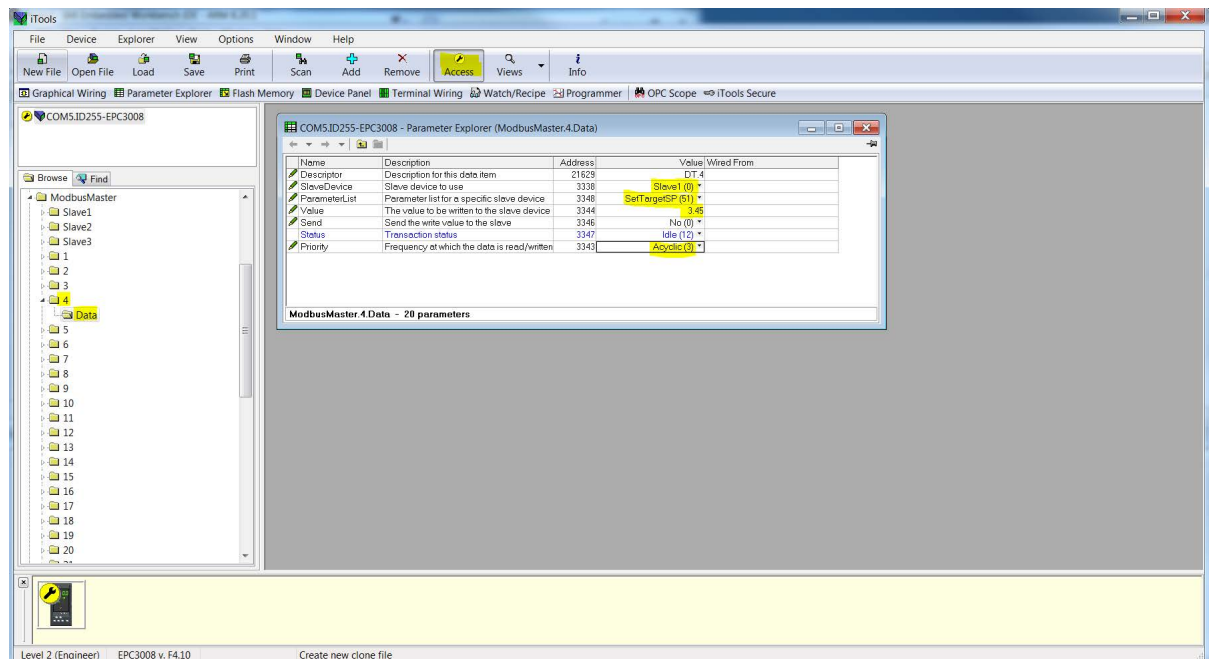 iTools
File Device Explorer View Options Window Help
New File Open File Load Save Print Scan Add Remove Access Views Info
Graphical Wiring Parameter Explorer Flash Memory Device Panel Terminal Wiring Watch/Recipe Programmer OPC Scope iTools Secure
COM5.ID255-EPC3008
Browse Find
ModbusMaster
Slave1
Slave2
Slave3
1
2
3
4
Data
5
6
7
8
9
10
11
12
13
14
15
16
17
18
19
20
COM5.ID255-EPC3008 - Parameter Explorer (ModbusMaster.4.Data)
Name Description Address Value Wired From
Descriptor Description for this data item 21629 DT.4
SlaveDevice Slave device to use 3338 Slave1 (0)
ParameterList Parameter list for a specific slave device 3348 SetTargetSP (51)
Value The value to be written to the slave device 3344 3.45
Send Send the write value to the slave 3346 No (0)
Status Transaction status 3347 Idle (12)
Priority Frequency at which the data is read/written 3343 Acyclic (3)
ModbusMaster.4.Data - 20 parameters
Level 2 (Engineer) EPC3008 v. F4.10 Create new clone file